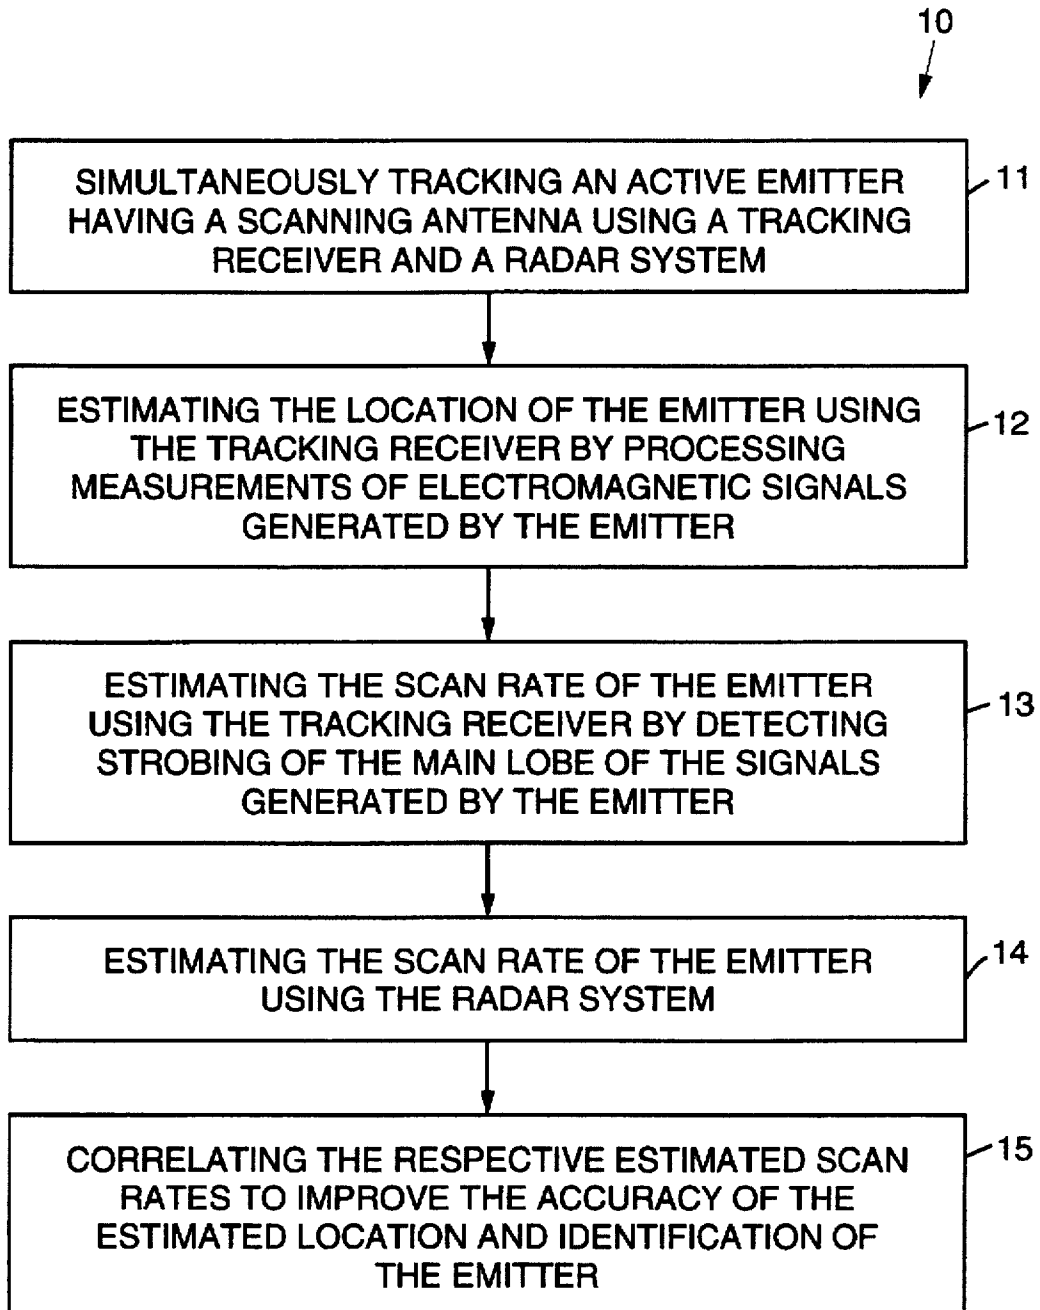 10
SIMULTANEOUSLY TRACKING AN ACTIVE EMITTER
HAVING A SCANNING ANTENNA USING A TRACKING
RECEIVER AND A RADAR SYSTEM
11
ESTIMATING THE LOCATION OF THE EMITTER USING
THE TRACKING RECEIVER BY PROCESSING
MEASUREMENTS OF ELECTROMAGNETIC SIGNALS
GENERATED BY THE EMITTER
12
ESTIMATING THE SCAN RATE OF THE EMITTER
USING THE TRACKING RECEIVER BY DETECTING
STROBING OF THE MAIN LOBE OF THE SIGNALS
GENERATED BY THE EMITTER
13
ESTIMATING THE SCAN RATE OF THE EMITTER
USING THE RADAR SYSTEM
14
CORRELATING THE RESPECTIVE ESTIMATED SCAN
RATES TO IMPROVE THE ACCURACY OF THE
ESTIMATED LOCATION AND IDENTIFICATION OF
THE EMITTER
15